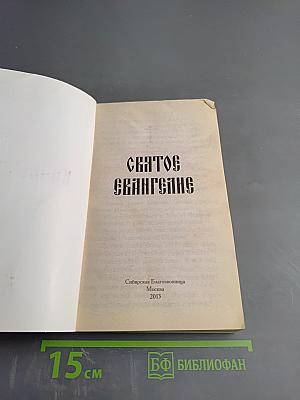 СВЯТОЕ
ЕВАНГЕЛИЕ
Сибирская Благозвонница
Москва
2013
15 см
БФ БИБЛИОФАН